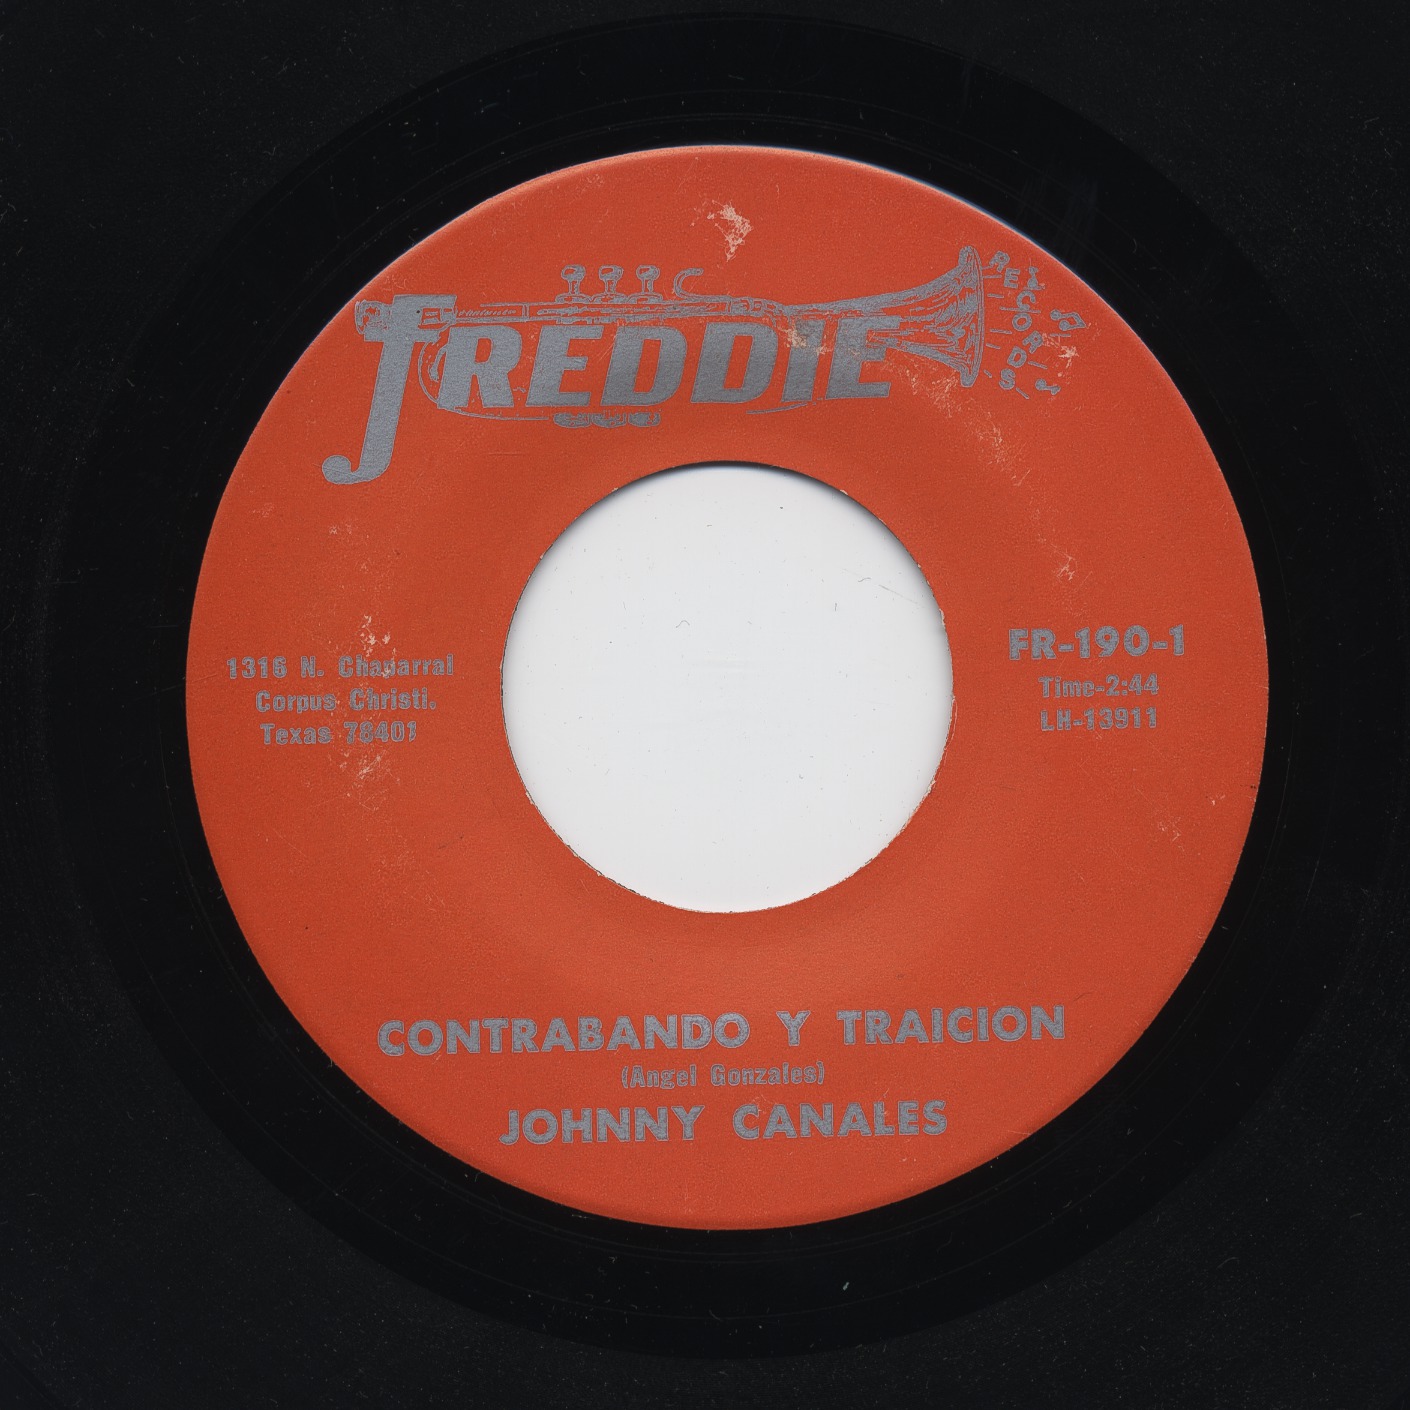 FREDDIE
RECORDS
1316 N. Chaparral
Corpus Christi,
Texas 78401
FR-190-1
Time-2:44
LH-13911
CONTRABANDO Y TRAICION
(Angel Gonzales)
JOHNNY CANALES